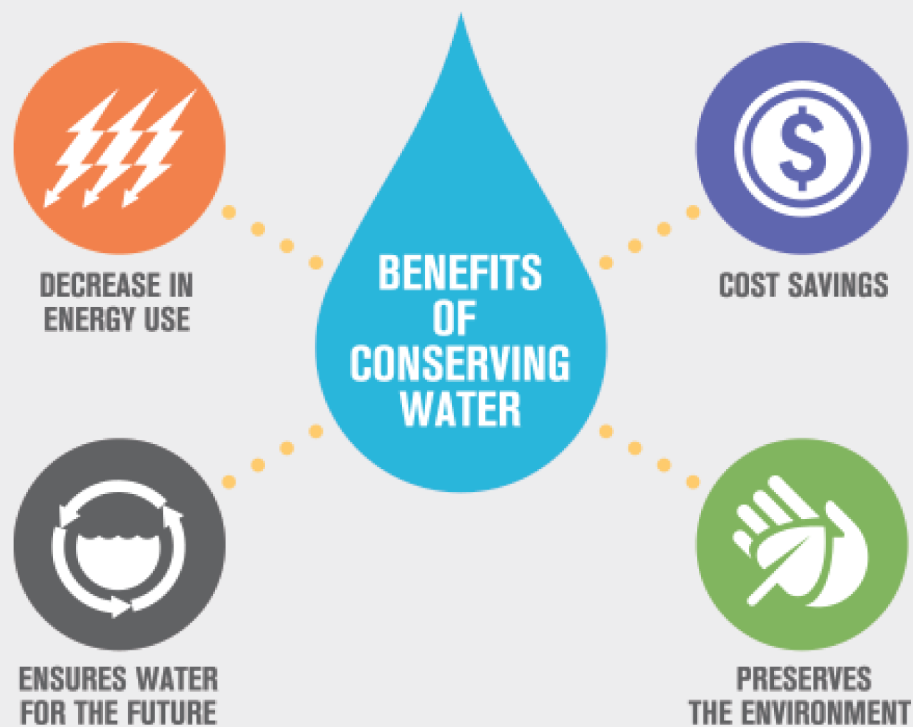 BENEFITS
OF
CONSERVING
WATER
DECREASE IN
ENERGY USE
$
COST SAVINGS
ENSURES WATER
FOR THE FUTURE
PRESERVES
THE ENVIRONMENT